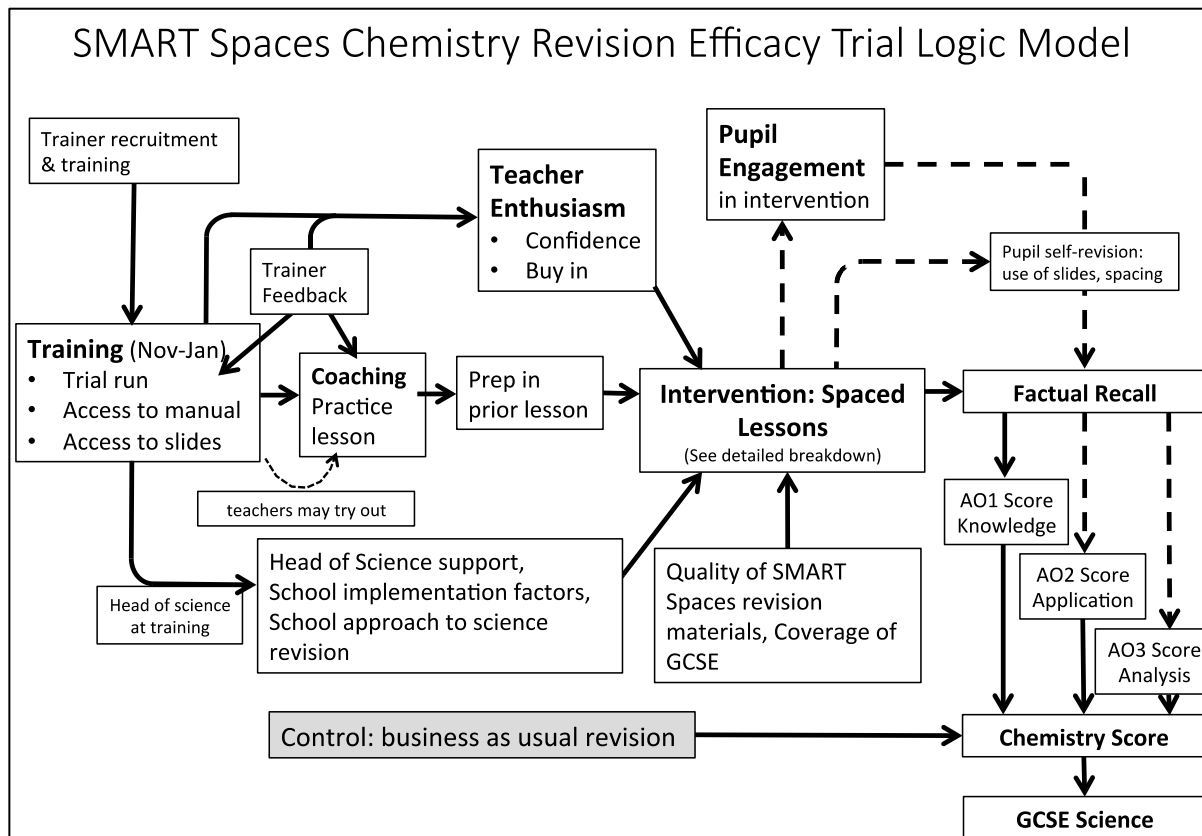 SMART Spaces Chemistry Revision Efficacy Trial Logic Model
Trainer recruitment
& training
Teacher
Enthusiasm
• Confidence
• Buy in
Pupil
Engagement
in intervention
Trainer
Feedback
Pupil self-revision:
use of slides, spacing
Training (Nov-Jan)
• Trial run
• Access to manual
• Access to slides
Coaching
Practice
lesson
Prep in
prior lesson
Intervention: Spaced
Lessons
(See detailed breakdown)
Factual Recall
teachers may try out
AO1 Score
Knowledge
Head of science
at training
Head of Science support,
School implementation factors,
School approach to science
revision
Quality of SMART
Spaces revision
materials, Coverage of
GCSE
AO2 Score
Application
AO3 Score
Analysis
Control: business as usual revision
Chemistry Score
GCSE Science